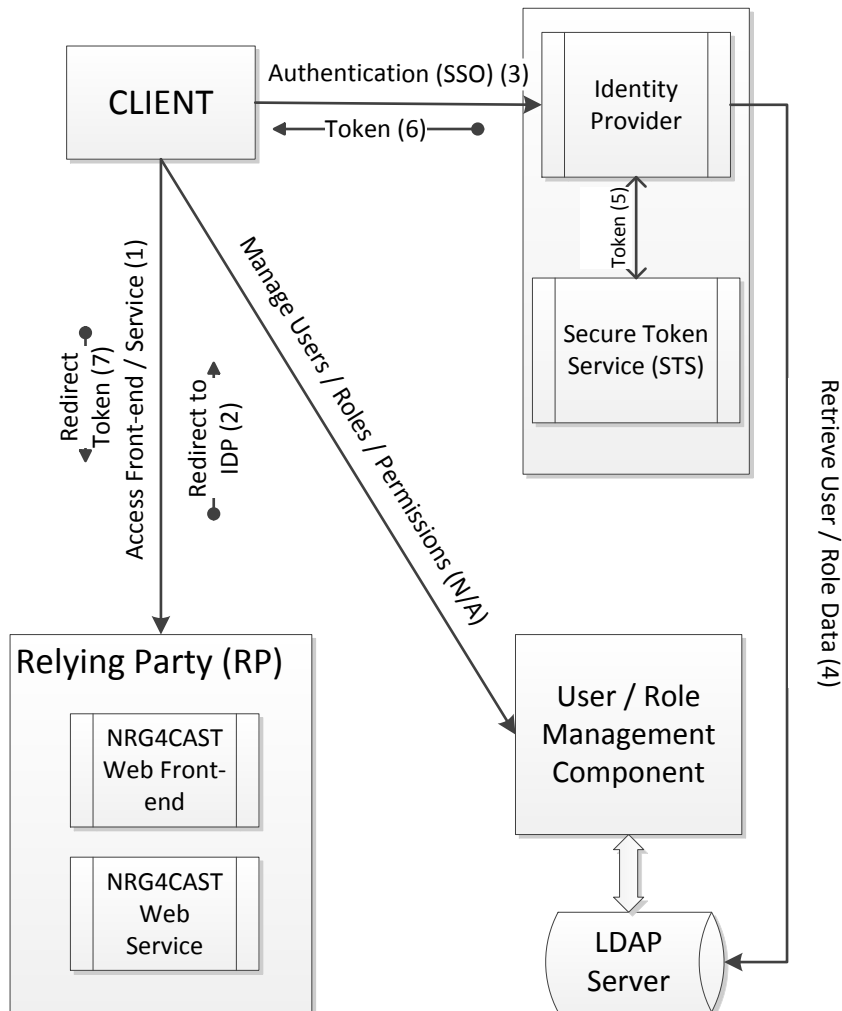 CLIENT
Authentication (SSO) (3)
Token (6)
Identity
Provider
Token (5)
Secure Token
Service (STS)
Retrieve User / Role Data (4)
Redirect
Token (7)
Access Front-end / Service (1)
Redirect to
IDP (2)
Manage Users / Roles / Permissions (N/A)
Relying Party (RP)
NRG4CAST
Web Front-
end
NRG4CAST
Web
Service
User / Role
Management
Component
LDAP
Server